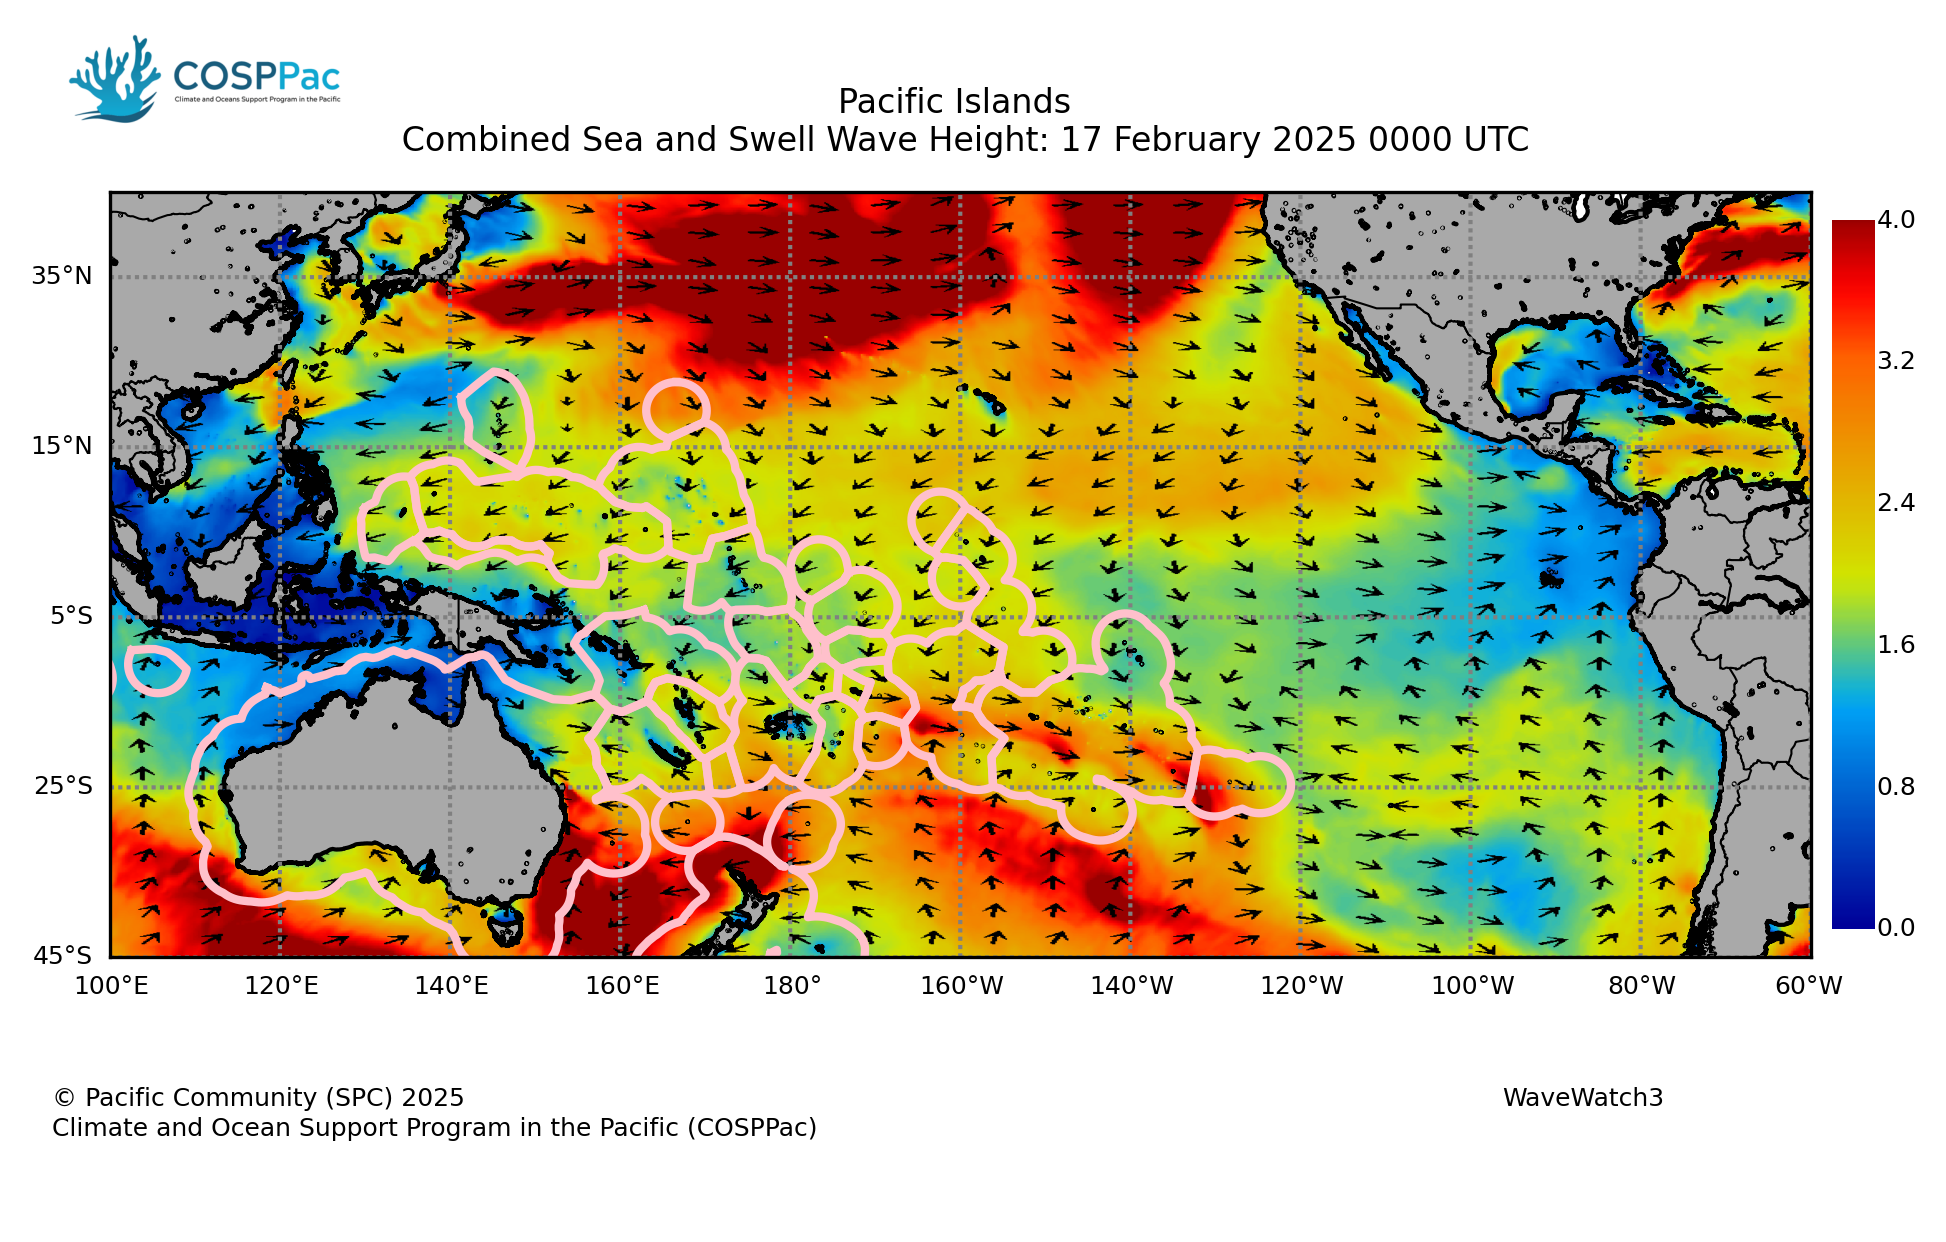 COSPPac
Climate and Oceans Support Program in the Pacific
Pacific Islands
Combined Sea and Swell Wave Height: 17 February 2025 0000 UTC
35°N
15°N
5°S
25°S
45°S
100°E 120°E 140°E 160°E 180° 160°W 140°W 120°W 100°W 80°W 60°W
4.0
3.2
2.4
1.6
0.8
0.0
© Pacific Community (SPC) 2025
Climate and Ocean Support Program in the Pacific (COSPPac)
WaveWatch3